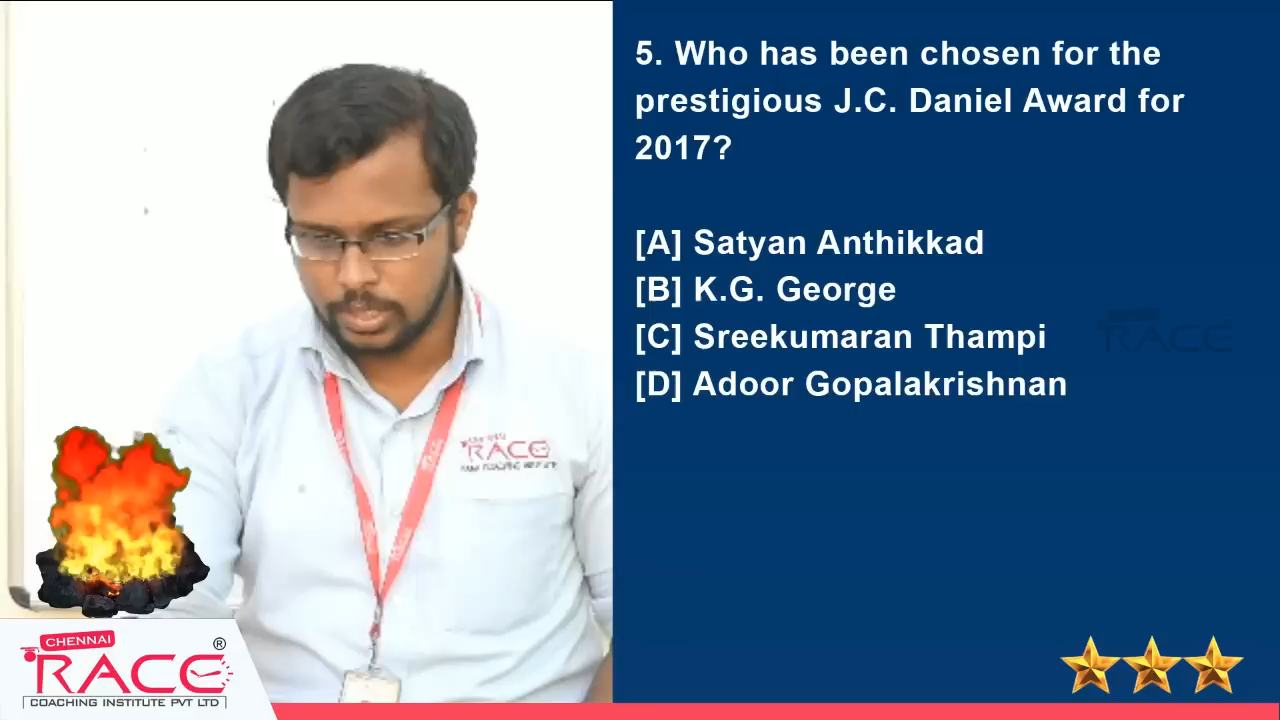 5. Who has been chosen for the
prestigious J.C. Daniel Award for
2017?
[A] Satyan Anthikkad
[B] K.G. George
[C] Sreekumaran Thampi
[D] Adoor Gopalakrishnan
RACE
RACE
CHENNAI
RACE ®
COACHING INSTITUTE PVT LTD